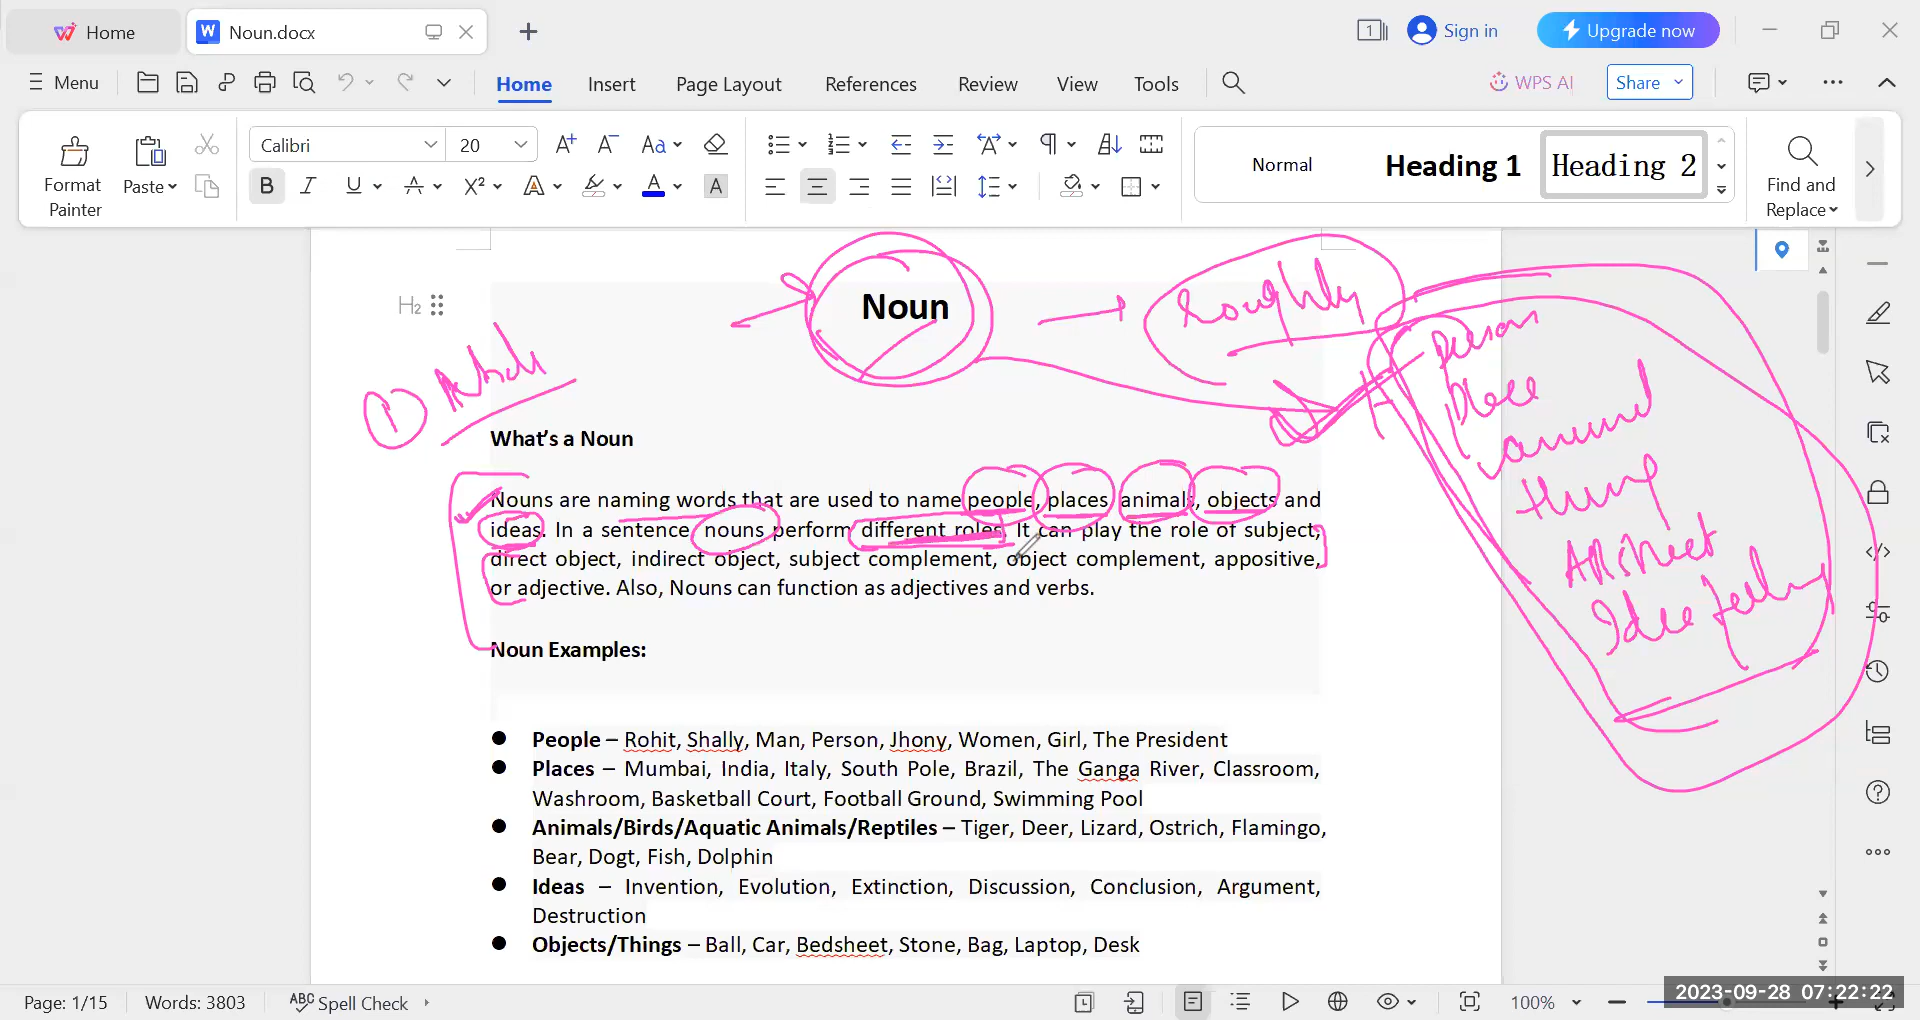 Home
Noun.docx
1
Sign in
Upgrade now
Menu
Home
Insert
Page Layout
References
Review
View
Tools
WPS AI
Share
Format Painter
Paste
Calibri
20
Normal
Heading 1
Heading 2
Find and Replace
H2
Noun
Roughly
Person
Place
animal
thing
Idea
1
What's a Noun
Nouns are naming words that are used to name people, places animals, objects and
ideas. In a sentence nouns perform different roles. It can play the role of subject,
direct object, indirect object, subject complement, object complement, appositive,
or adjective. Also, Nouns can function as adjectives and verbs.
Noun Examples:
● People – Rohit, Shally, Man, Person, Jhony, Women, Girl, The President
● Places – Mumbai, India, Italy, South Pole, Brazil, The Ganga River, Classroom,
Washroom, Basketball Court, Football Ground, Swimming Pool
● Animals/Birds/Aquatic Animals/Reptiles – Tiger, Deer, Lizard, Ostrich, Flamingo,
Bear, Dogt, Fish, Dolphin
● Ideas – Invention, Evolution, Extinction, Discussion, Conclusion, Argument,
Destruction
● Objects/Things – Ball, Car, Bedsheet, Stone, Bag, Laptop, Desk
Page: 1/15
Words: 3803
Spell Check
100%
2023-09-28 07:22:22